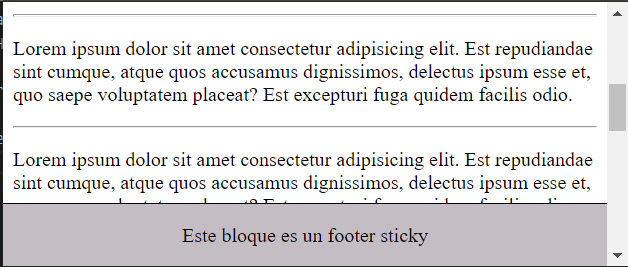 Lorem ipsum dolor sit amet consectetur adipisicing elit. Est repudiandae
sint cumque, atque quos accusamus dignissimos, delectus ipsum esse et,
quo saepe voluptatem placeat? Est excepturi fuga quidem facilis odio.
Lorem ipsum dolor sit amet consectetur adipisicing elit. Est repudiandae
sint cumque, atque quos accusamus dignissimos, delectus ipsum esse et,
Este bloque es un footer sticky